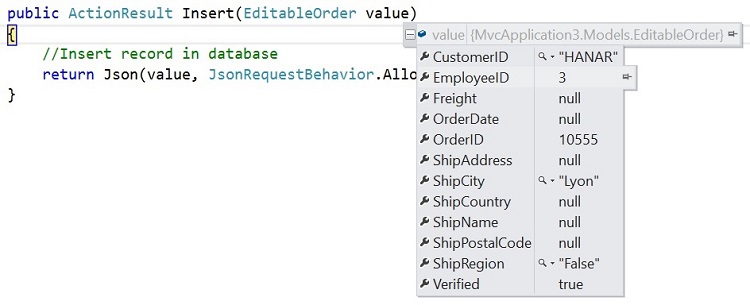 public ActionResult Insert(EditableOrder value)
{
value {MvcApplication3.Models.EditableOrder}
//Insert record in database
return Json(value, JsonRequestBehavior.Allo
}
CustomerID "HANAR"
EmployeeID 3
Freight null
OrderDate null
OrderID 10555
ShipAddress null
ShipCity "Lyon"
ShipCountry null
ShipName null
ShipPostalCode null
ShipRegion "False"
Verified true